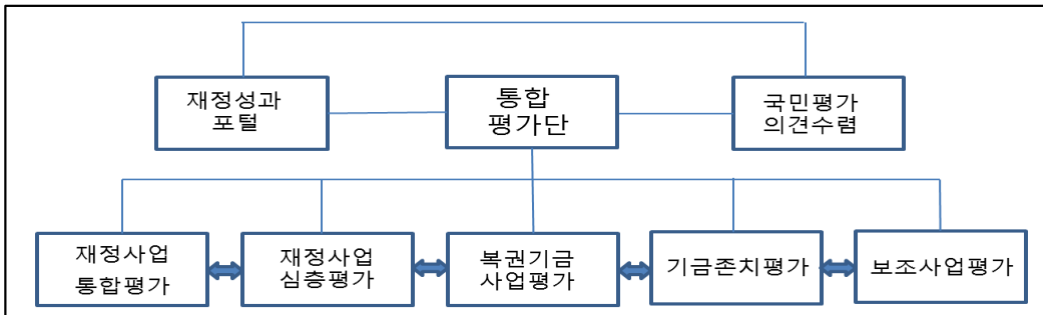 재정성과
포털
통합
평가단
국민평가
의견수렴
재정사업
통합평가
재정사업
심층평가
복권기금
사업평가
기금존치평가
보조사업평가